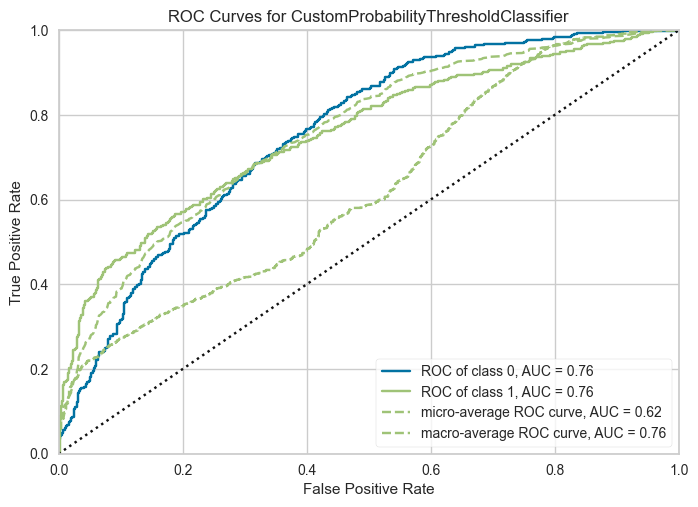 ROC Curves for CustomProbabilityThresholdClassifier
1.0
0.8
0.6
0.4
0.2
0.0
True Positive Rate
ROC of class 0, AUC = 0.76
ROC of class 1, AUC = 0.76
micro-average ROC curve, AUC = 0.62
macro-average ROC curve, AUC = 0.76
0.0 0.2 0.4 0.6 0.8 1.0
False Positive Rate